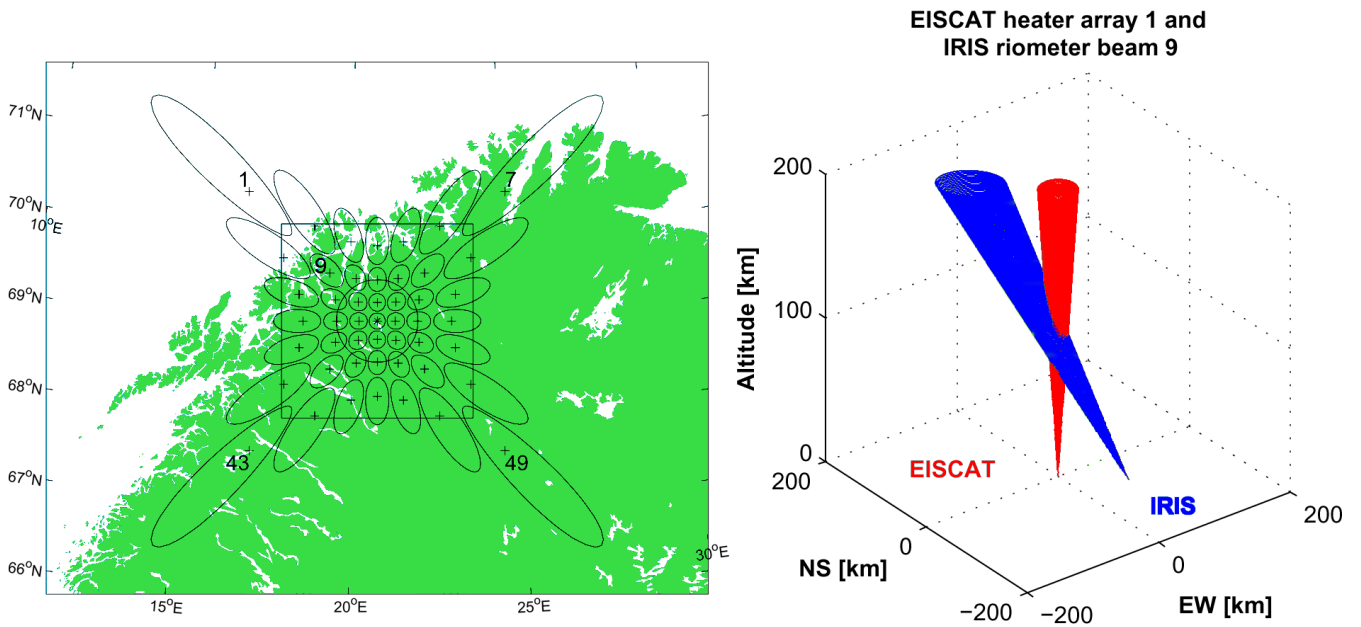 71°N
70°N
10°E
69°N
68°N
67°N
66°N
15°E
20°E
25°E
30°E
1
7
9
43
49
EISCAT heater array 1 and
IRIS riometer beam 9
200
100
0
Altitude [km]
200
0
−200
NS [km]
−200
0
200
EW [km]
EISCAT
IRIS